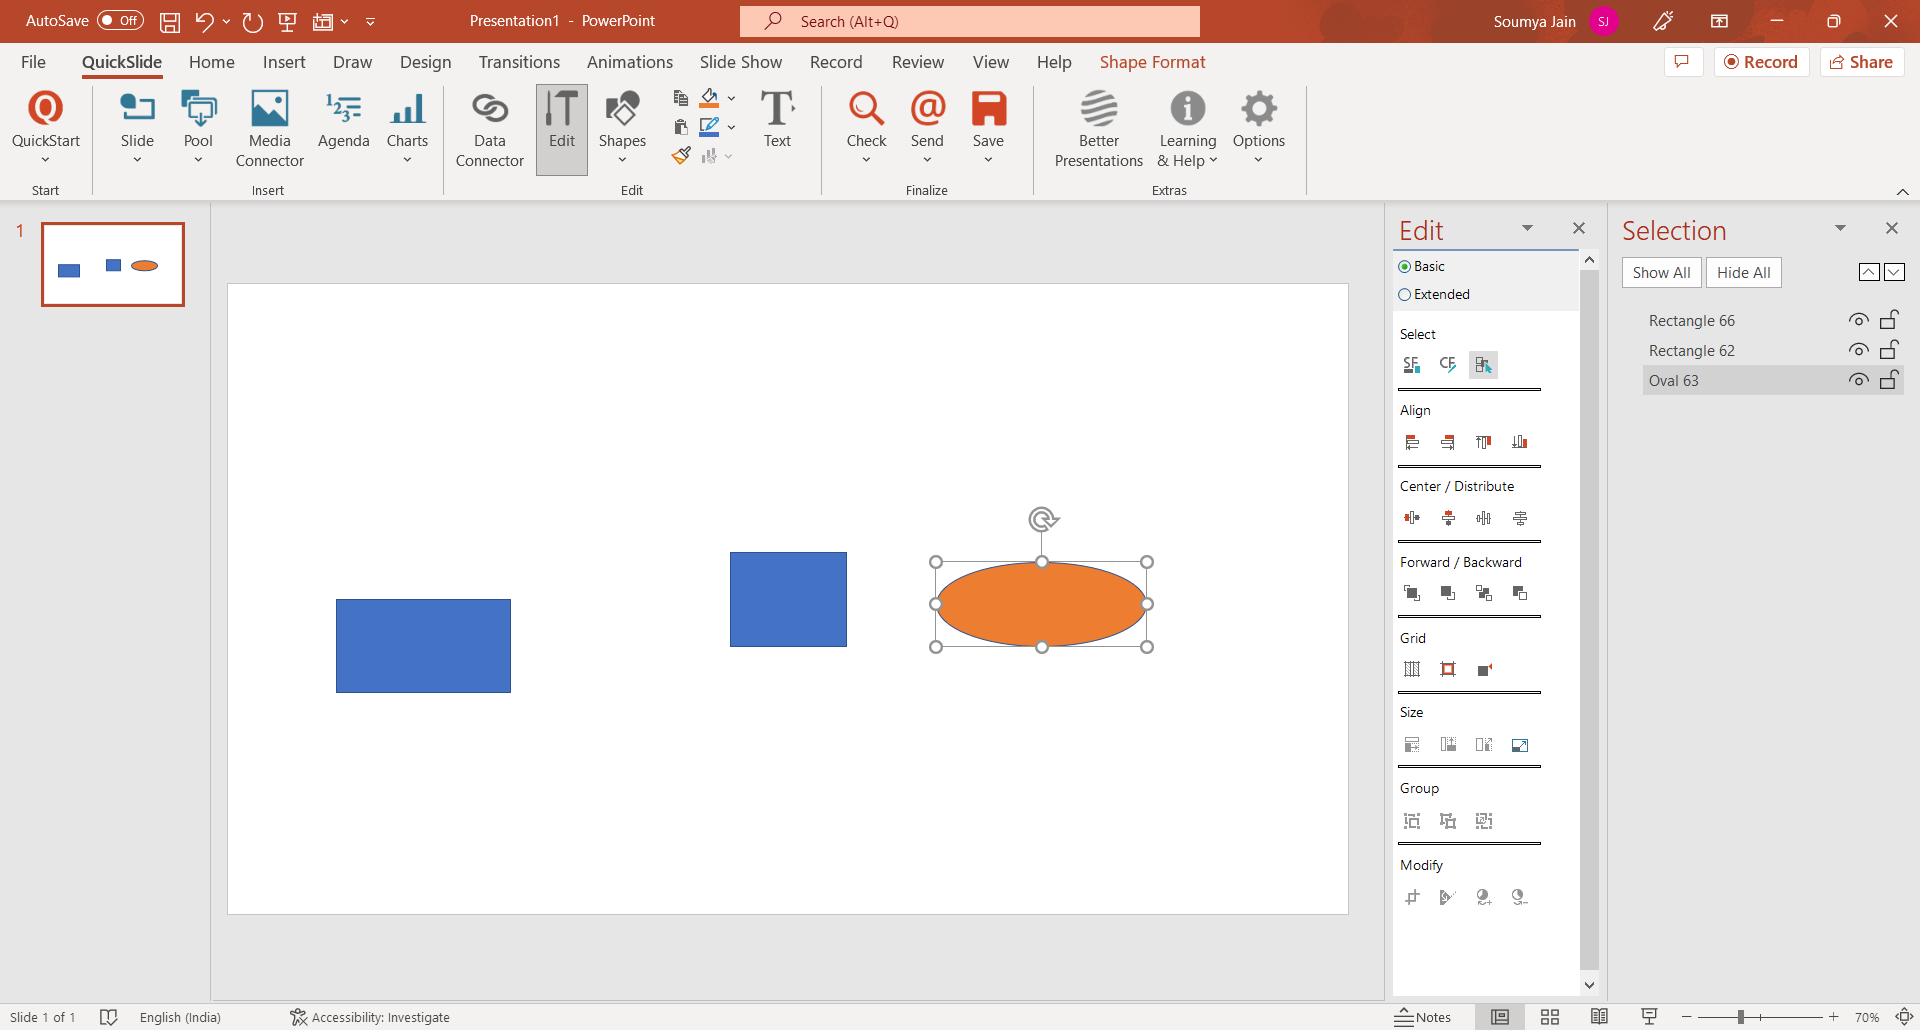 AutoSave Off Presentation1 - PowerPoint Search (Alt+Q) Soumya Jain SJ
File QuickSlide Home Insert Draw Design Transitions Animations Slide Show Record Review View Help Shape Format Record Share
QuickStart Slide Pool Media Connector Agenda Charts Data Connector Edit Shapes Text Check Send Save Better Presentations Learning & Help Options
Start Insert Edit Finalize Extras
1
Edit
Basic
Extended
Select
SF CF
Align
Center / Distribute
Forward / Backward
Grid
Size
Group
Modify
Selection
Show All Hide All
Rectangle 66
Rectangle 62
Oval 63
Slide 1 of 1 English (India) Accessibility: Investigate Notes 70%